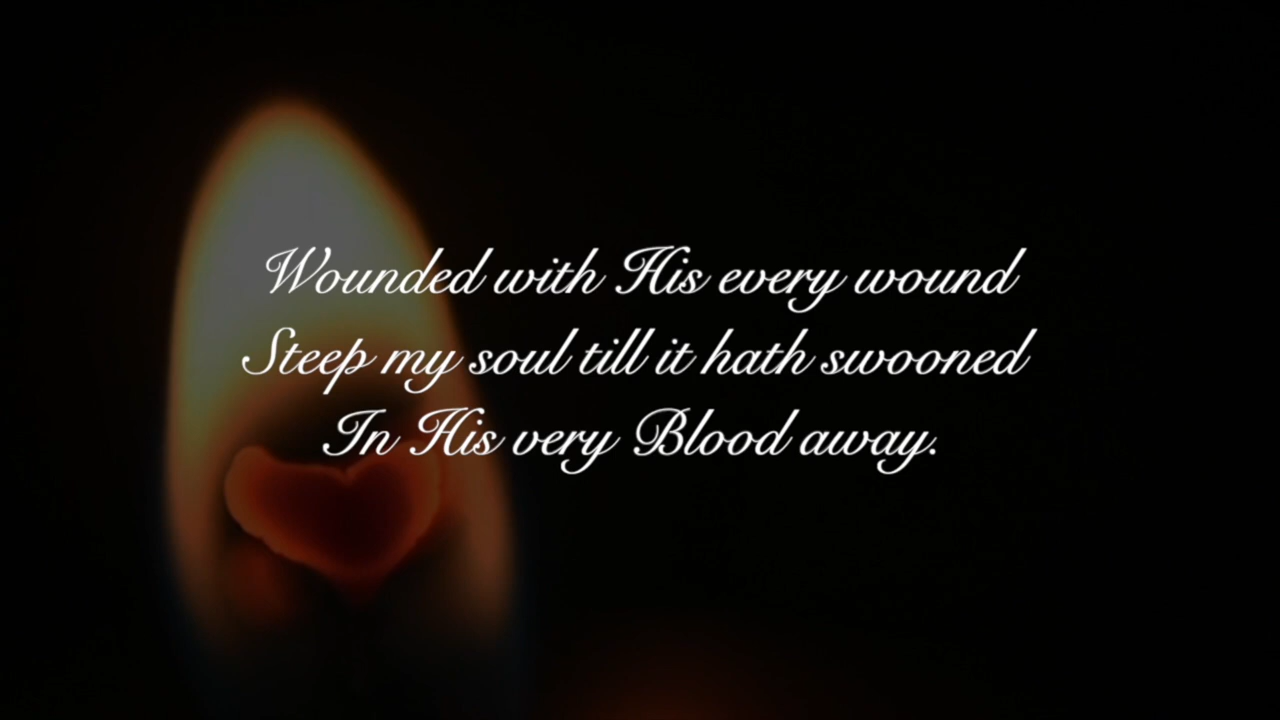 Wounded with His every wound
Steep my soul till it hath swooned
In His very Blood away.